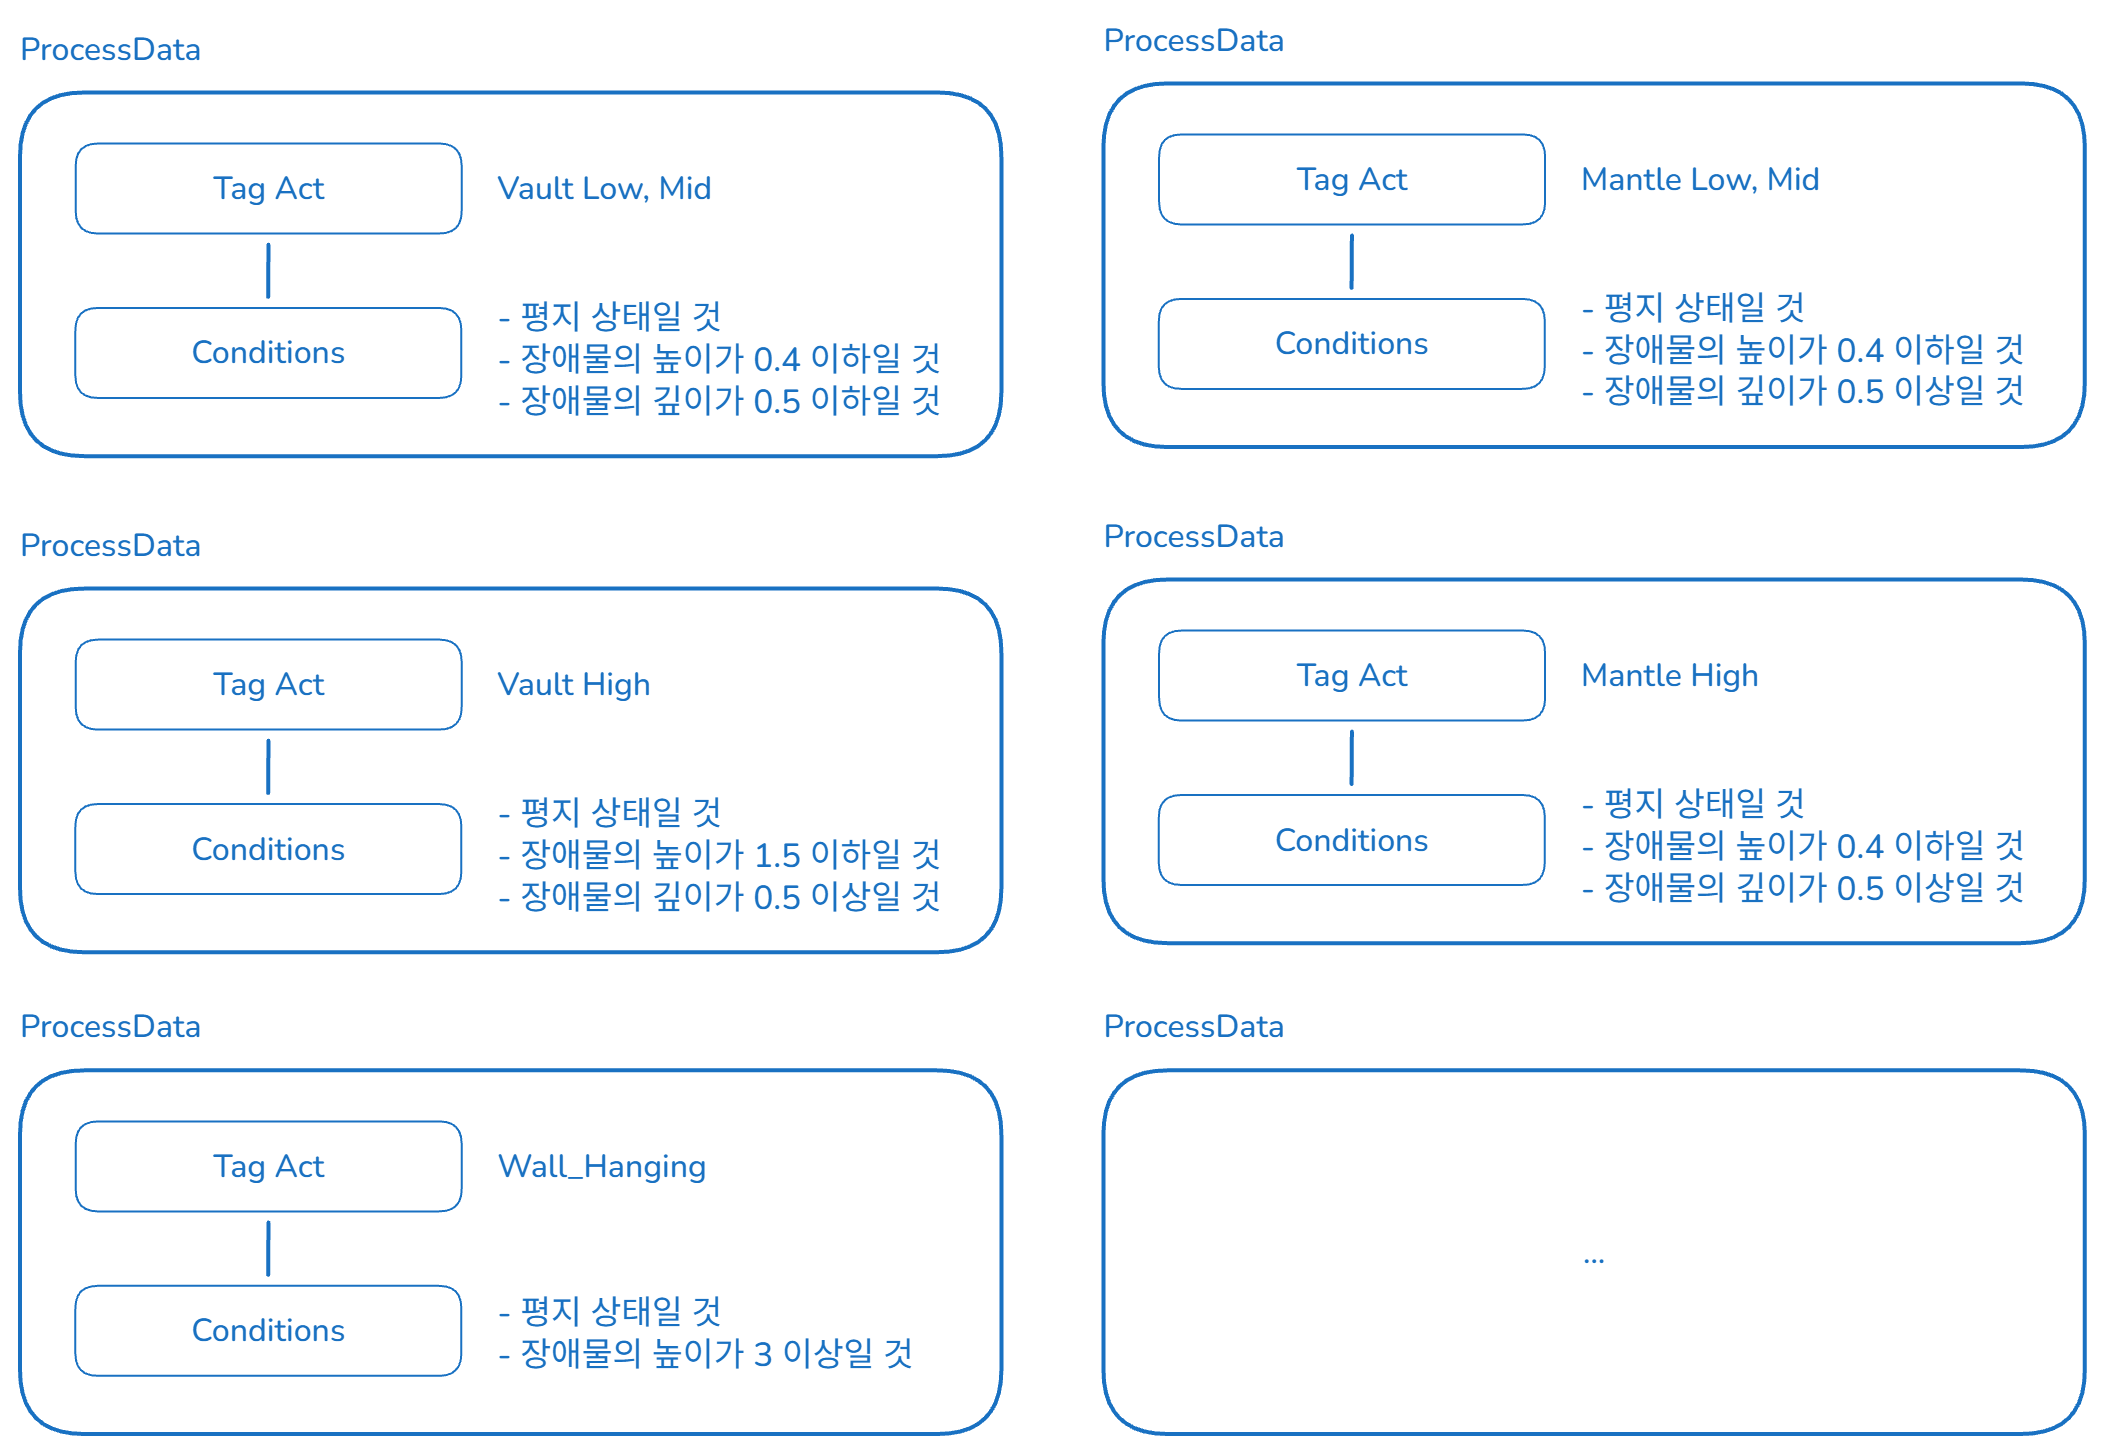 ProcessData
Tag Act
Vault Low, Mid
Conditions
- 평지 상태일 것
- 장애물의 높이가 0.4 이하일 것
- 장애물의 깊이가 0.5 이하일 것
ProcessData
Tag Act
Mantle Low, Mid
Conditions
- 평지 상태일 것
- 장애물의 높이가 0.4 이하일 것
- 장애물의 깊이가 0.5 이상일 것
ProcessData
Tag Act
Vault High
Conditions
- 평지 상태일 것
- 장애물의 높이가 1.5 이하일 것
- 장애물의 깊이가 0.5 이상일 것
ProcessData
Tag Act
Mantle High
Conditions
- 평지 상태일 것
- 장애물의 높이가 0.4 이하일 것
- 장애물의 깊이가 0.5 이상일 것
ProcessData
Tag Act
Wall_Hanging
Conditions
- 평지 상태일 것
- 장애물의 높이가 3 이상일 것
ProcessData
...